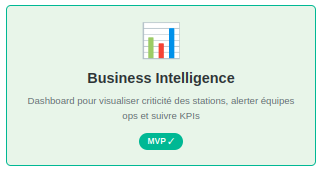 Business Intelligence
Dashboard pour visualiser criticité des stations, alerter équipes
ops et suivre KPIs
MVP ✓